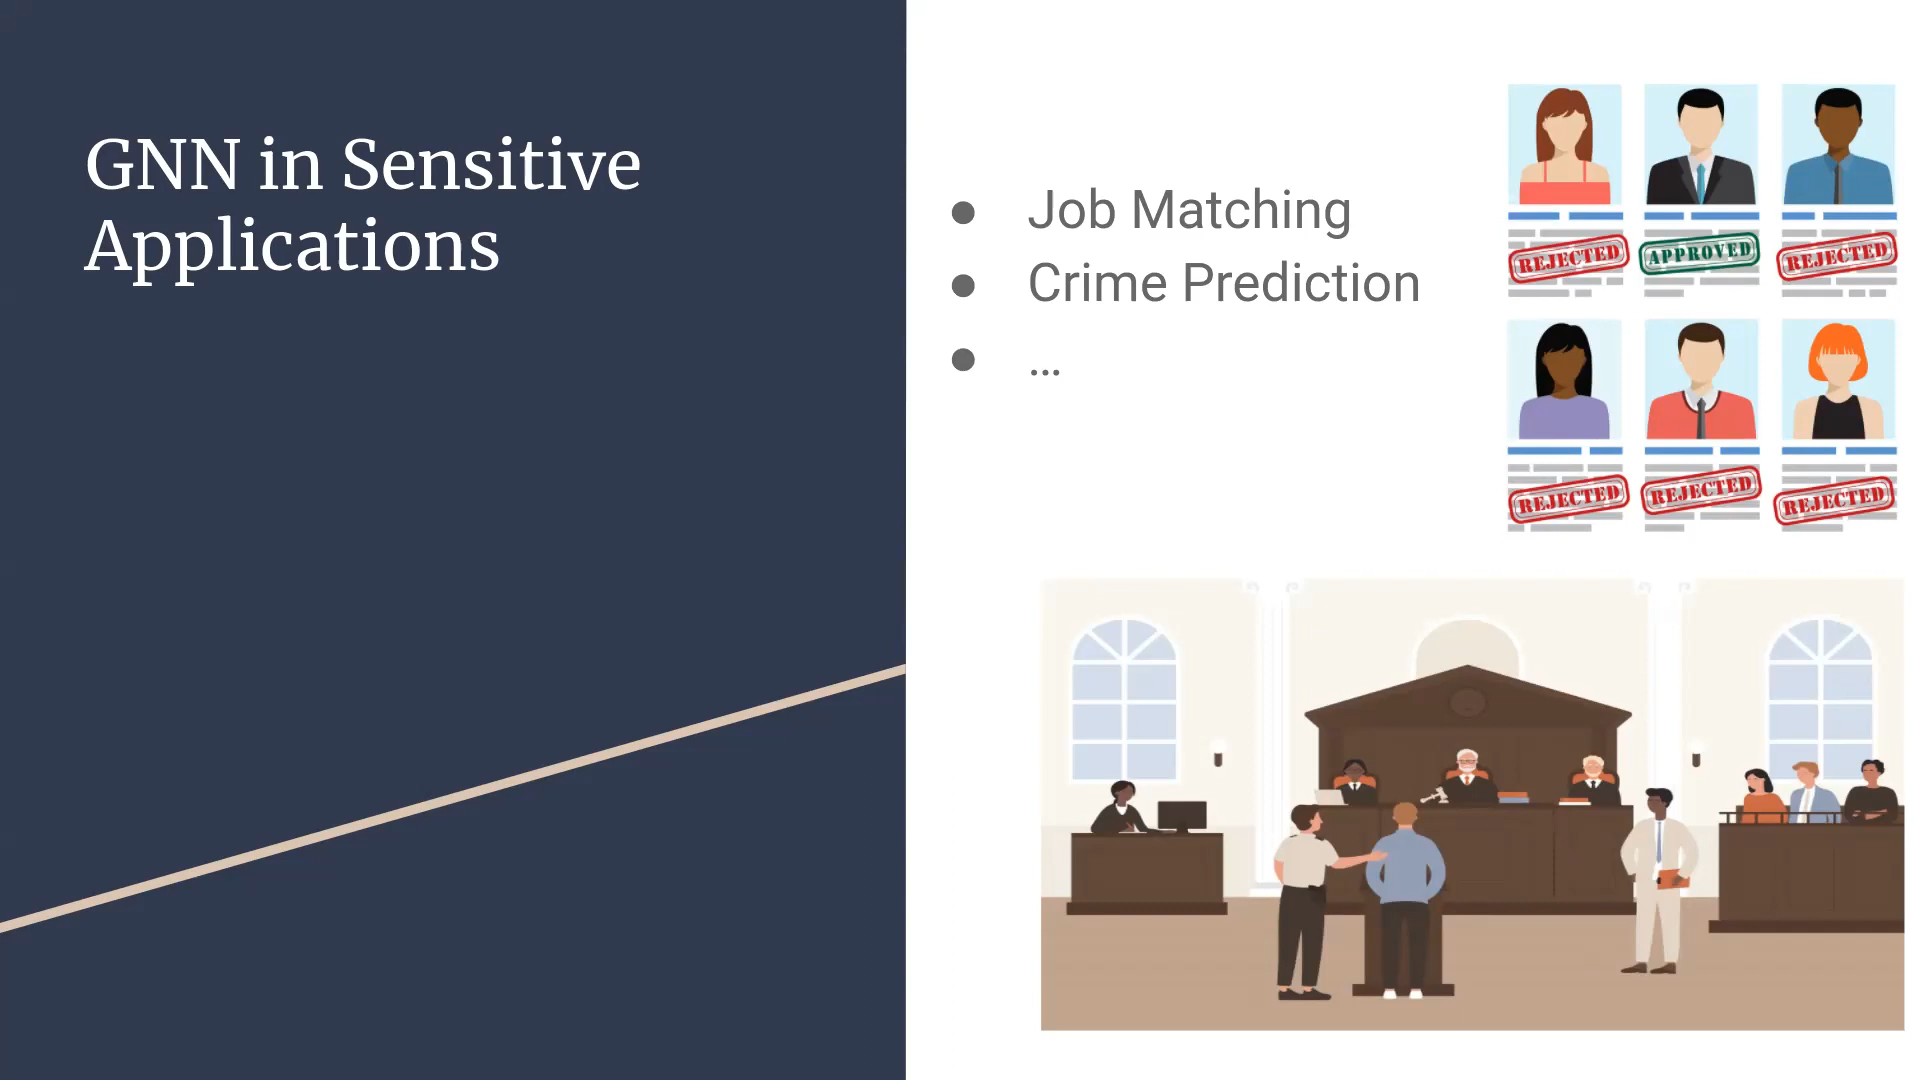 GNN in Sensitive
Applications
● Job Matching
● Crime Prediction
● ...
REJECTED
APPROVED
REJECTED
REJECTED
REJECTED
REJECTED